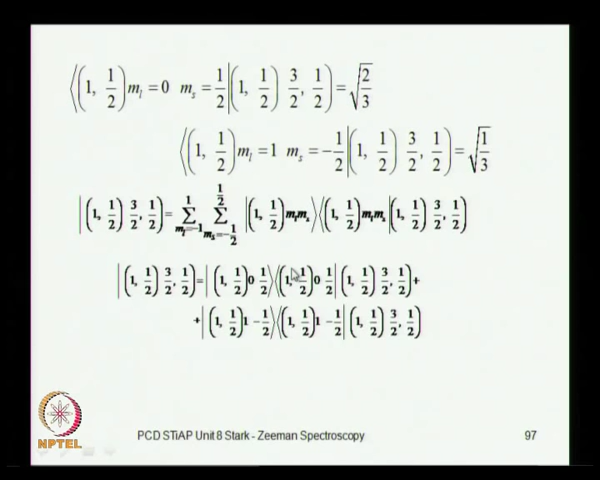 ⟨(1, 1/2) m_l = 0 m_s = 1/2 | (1, 1/2) 3/2, 1/2⟩ = √(2/3)
⟨(1, 1/2) m_l = 1 m_s = −1/2 | (1, 1/2) 3/2, 1/2⟩ = √(1/3)
|(1, 1/2) 3/2, 1/2⟩ = Σ_{m_l=−1}^{1} Σ_{m_s=−1/2}^{1/2} |(1, 1/2) m_l m_s⟩⟨(1, 1/2) m_l m_s|(1, 1/2) 3/2, 1/2⟩
|(1, 1/2) 3/2, 1/2⟩ = |(1, 1/2) 0 1/2⟩⟨(1, 1/2) 0 1/2|(1, 1/2) 3/2, 1/2⟩ +
+ |(1, 1/2) 1 −1/2⟩⟨(1, 1/2) 1 −1/2|(1, 1/2) 3/2, 1/2⟩
NPTEL
PCD STiAP Unit 8 Stark - Zeeman Spectroscopy
97